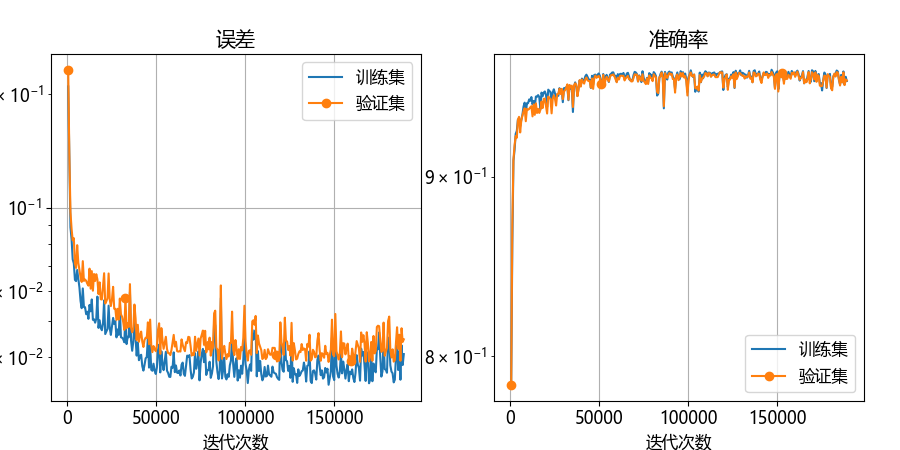 误差
× 10⁻¹
10⁻¹
× 10⁻²
× 10⁻²
0
50000
100000
150000
迭代次数
训练集
验证集
准确率
9 × 10⁻¹
8 × 10⁻¹
0
50000
100000
150000
迭代次数
训练集
验证集